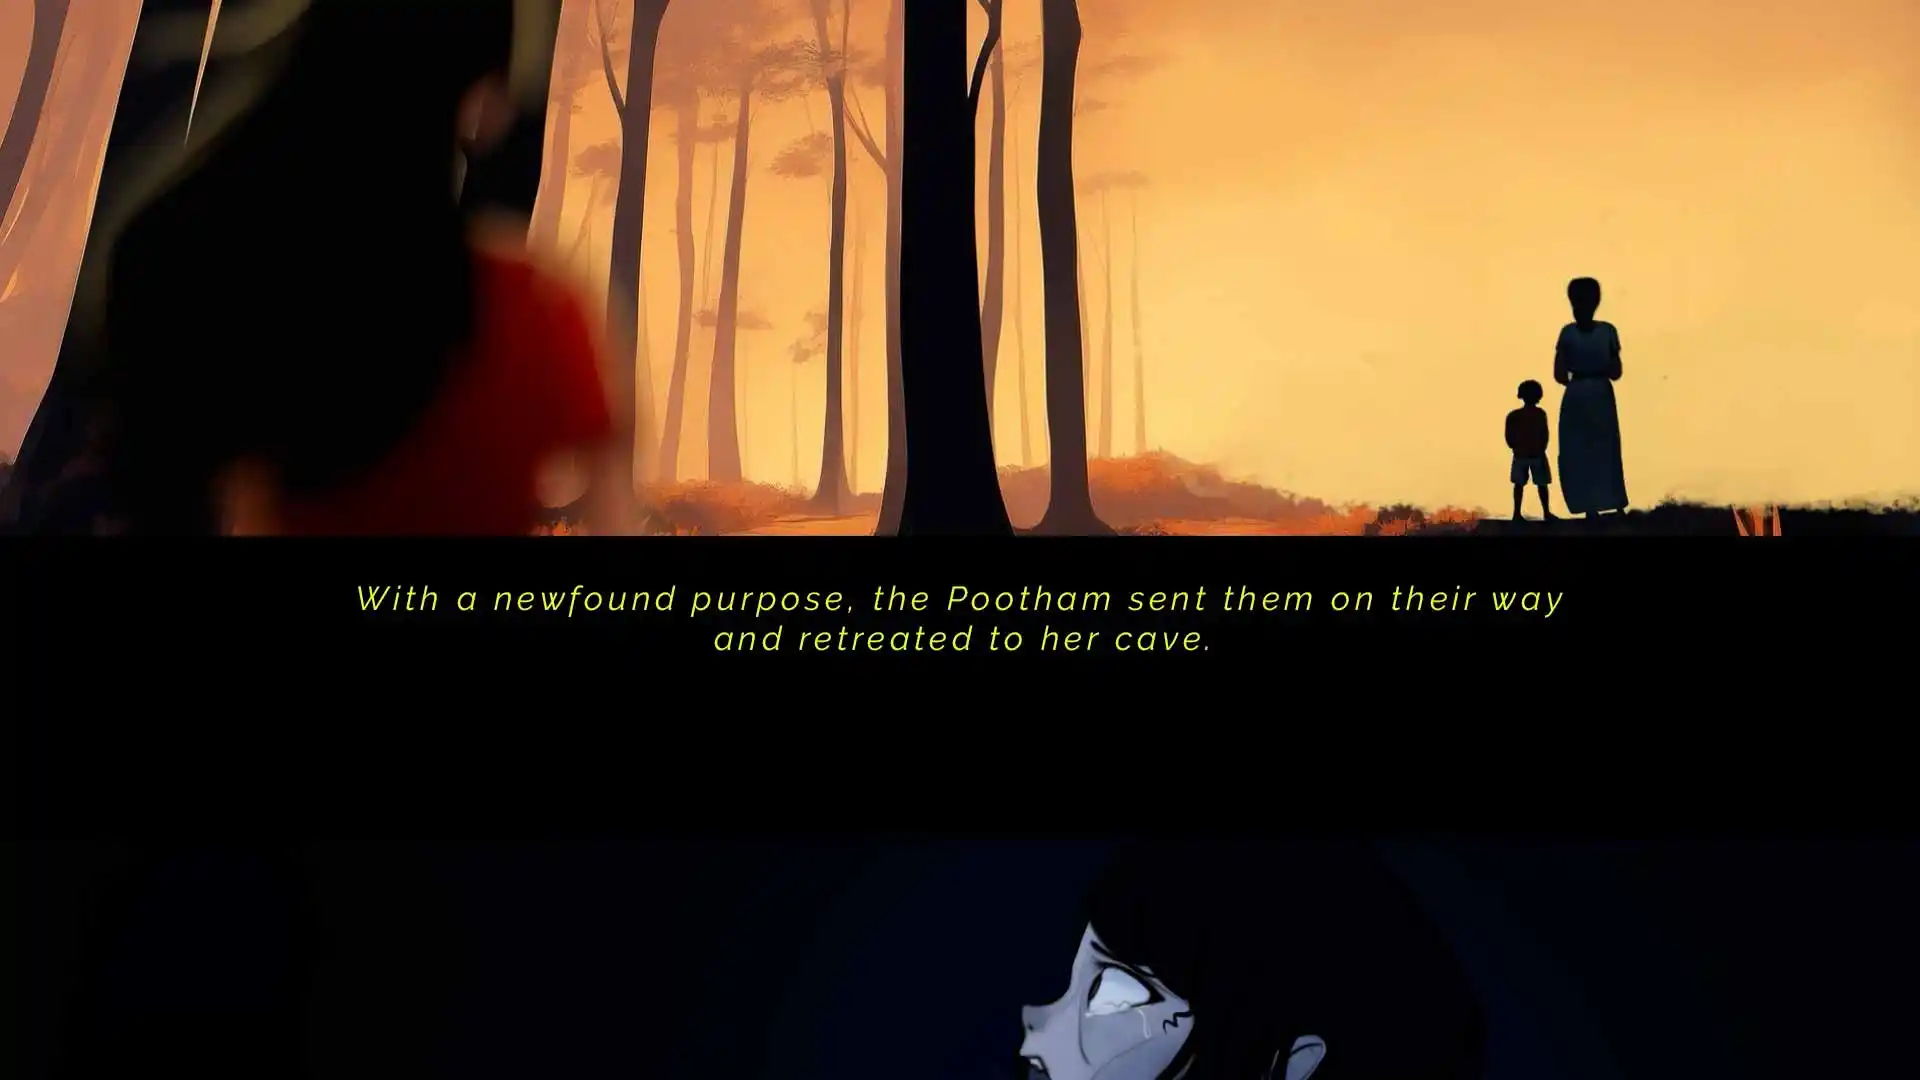 With a newfound purpose, the Pootham sent them on their way
and retreated to her cave.